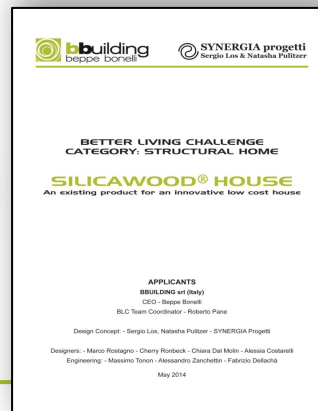 bbuilding
beppe bonelli
SYNERGIA progetti
Sergio Los & Natasha Pulitzer
BETTER LIVING CHALLENGE
CATEGORY: STRUCTURAL HOME
SILICAWOOD® HOUSE
An existing product for an innovative low cost house
APPLICANTS
BBUILDING srl (Italy)
CEO - Beppe Bonelli
BLC Team Coordinator - Roberto Pane
Design Concept: - Sergio Los, Natasha Pulitzer - SYNERGIA Progetti
Designers: - Marco Rostagno - Cherry Ronbeck - Chiara Dal Molin - Alessia Costarelli
Engineering: - Massimo Tonon - Alessandro Zanchettin - Fabrizio Dellachà
May 2014